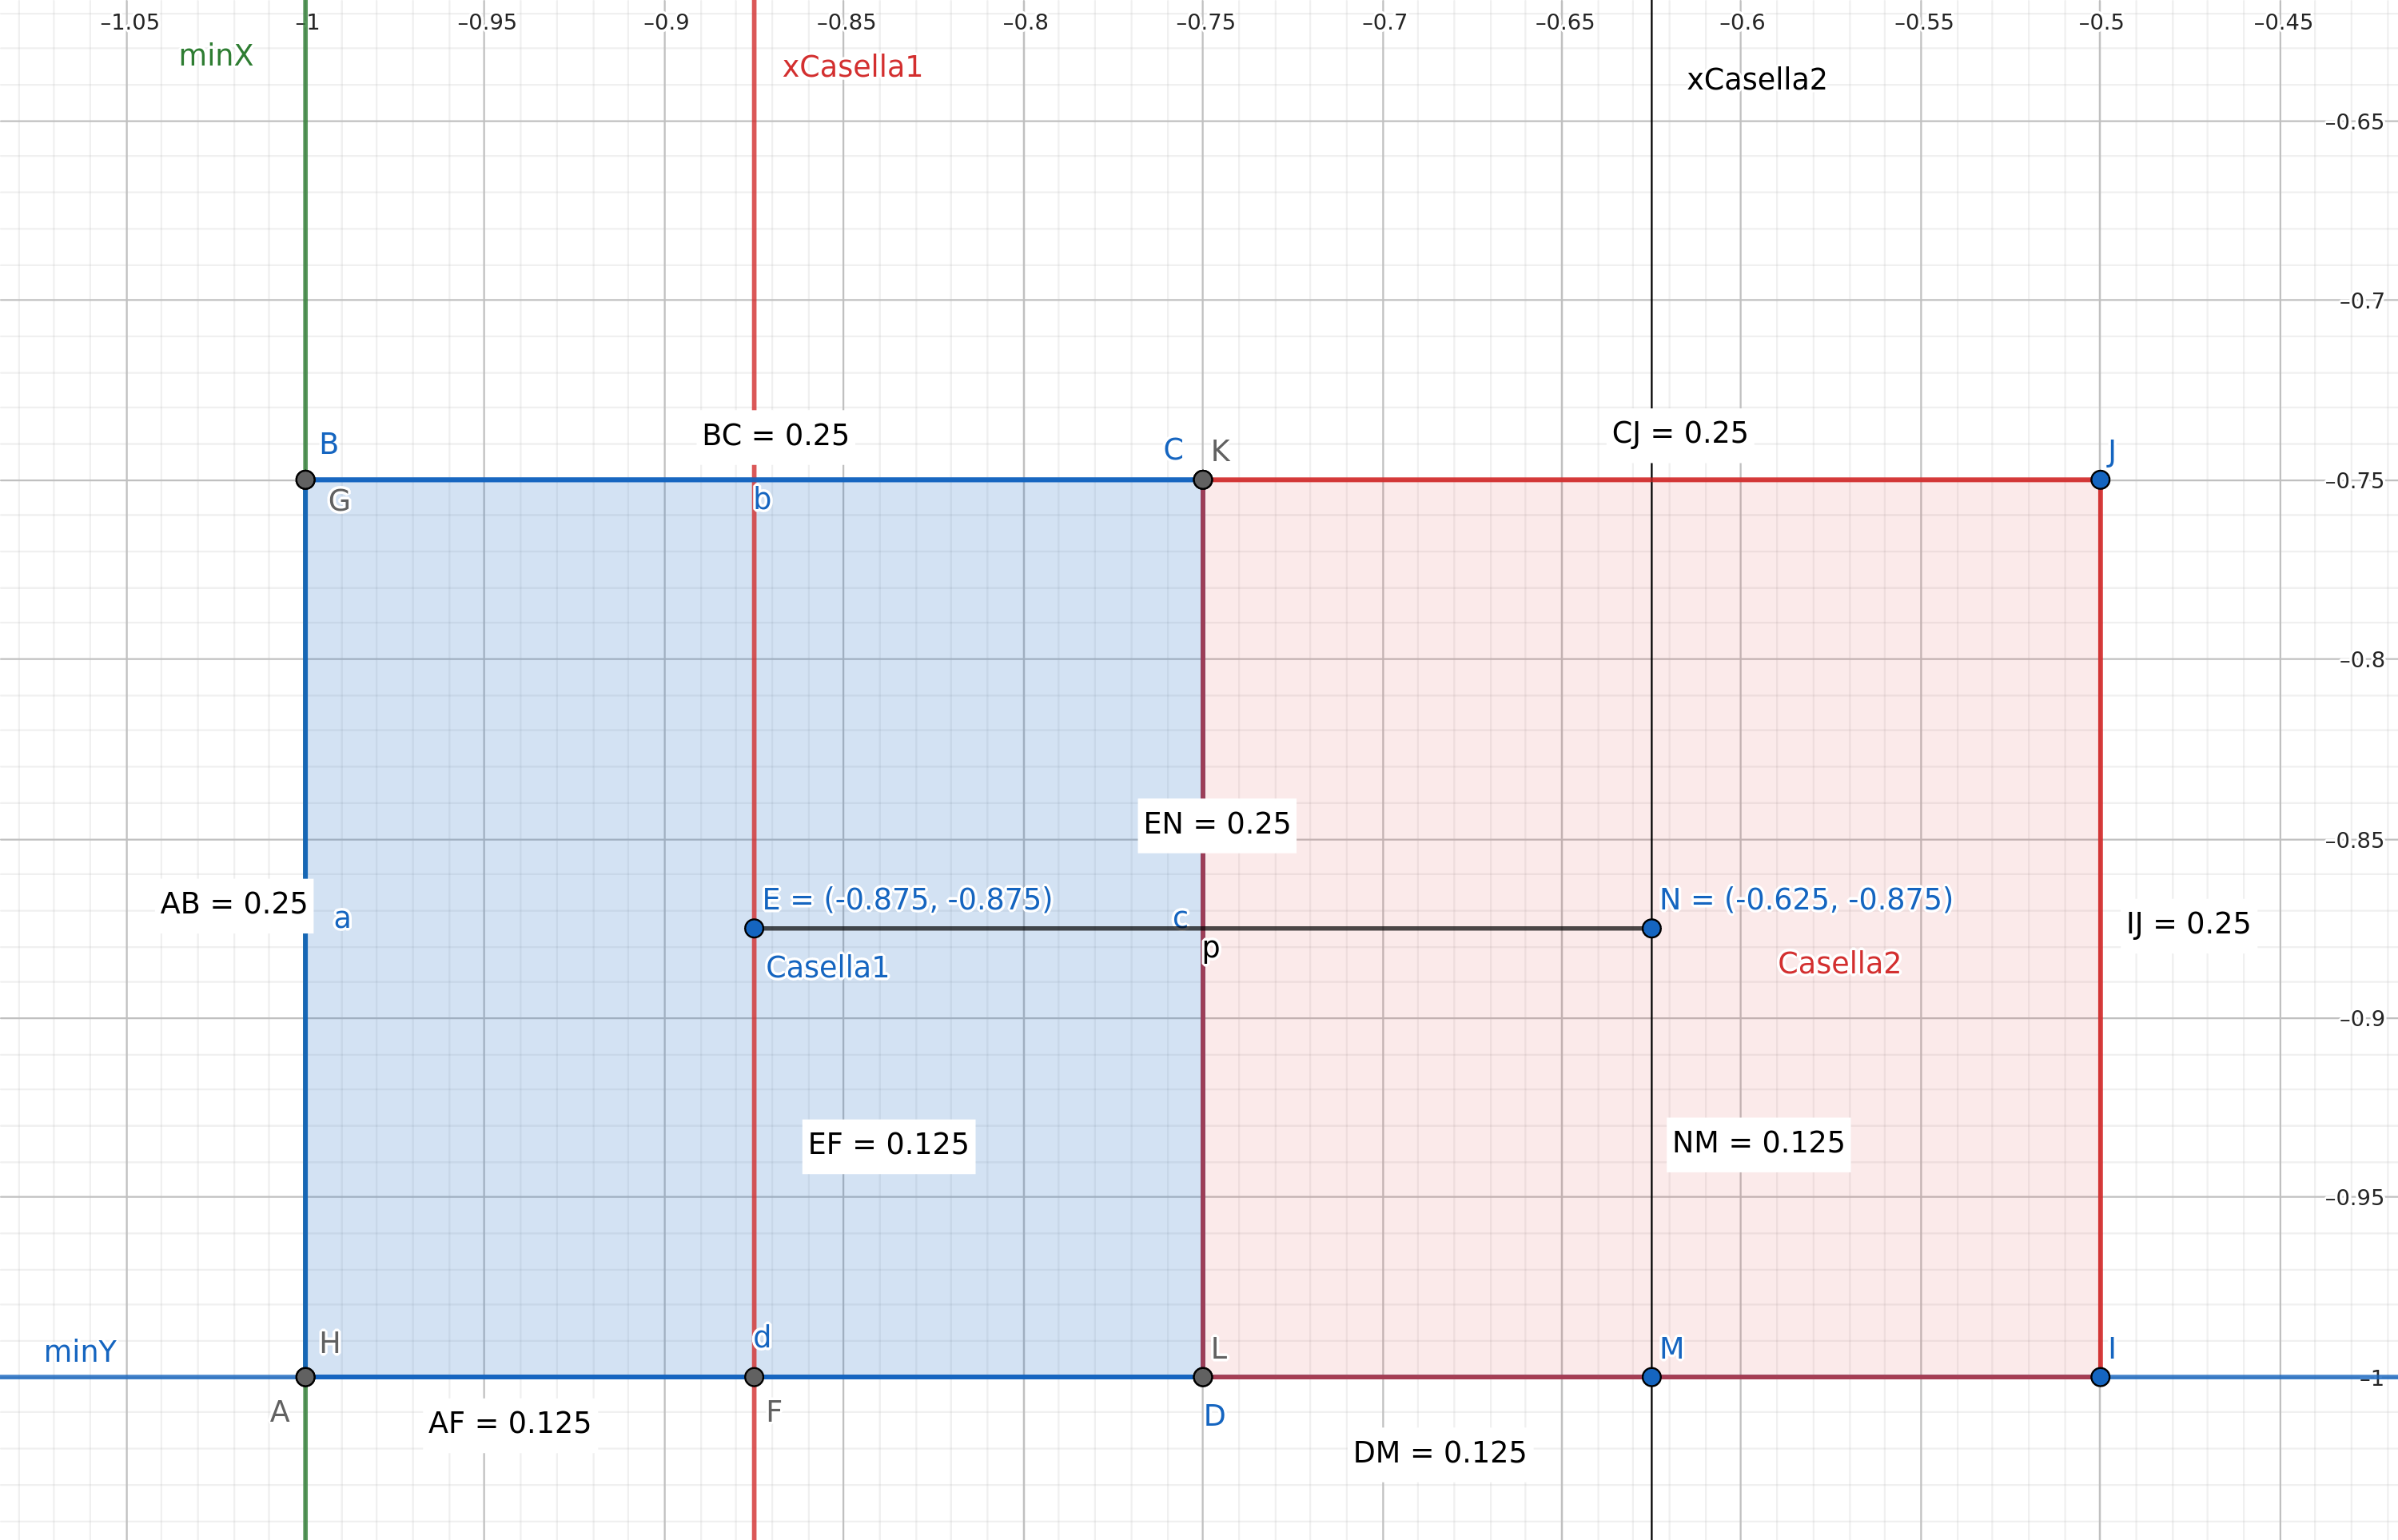 –1.05
–1
–0.95
–0.9
–0.85
–0.8
–0.75
–0.7
–0.65
–0.6
–0.55
–0.5
–0.45
minX
xCasella1
xCasella2
–0.65
–0.7
BC = 0.25
CJ = 0.25
B
C
K
J
G
b
–0.75
–0.8
EN = 0.25
–0.85
AB = 0.25
a
E = (-0.875, -0.875)
c
N = (-0.625, -0.875)
IJ = 0.25
p
Casella1
Casella2
–0.9
EF = 0.125
NM = 0.125
–0.95
minY
H
d
L
M
I
–1
A
AF = 0.125
F
D
DM = 0.125